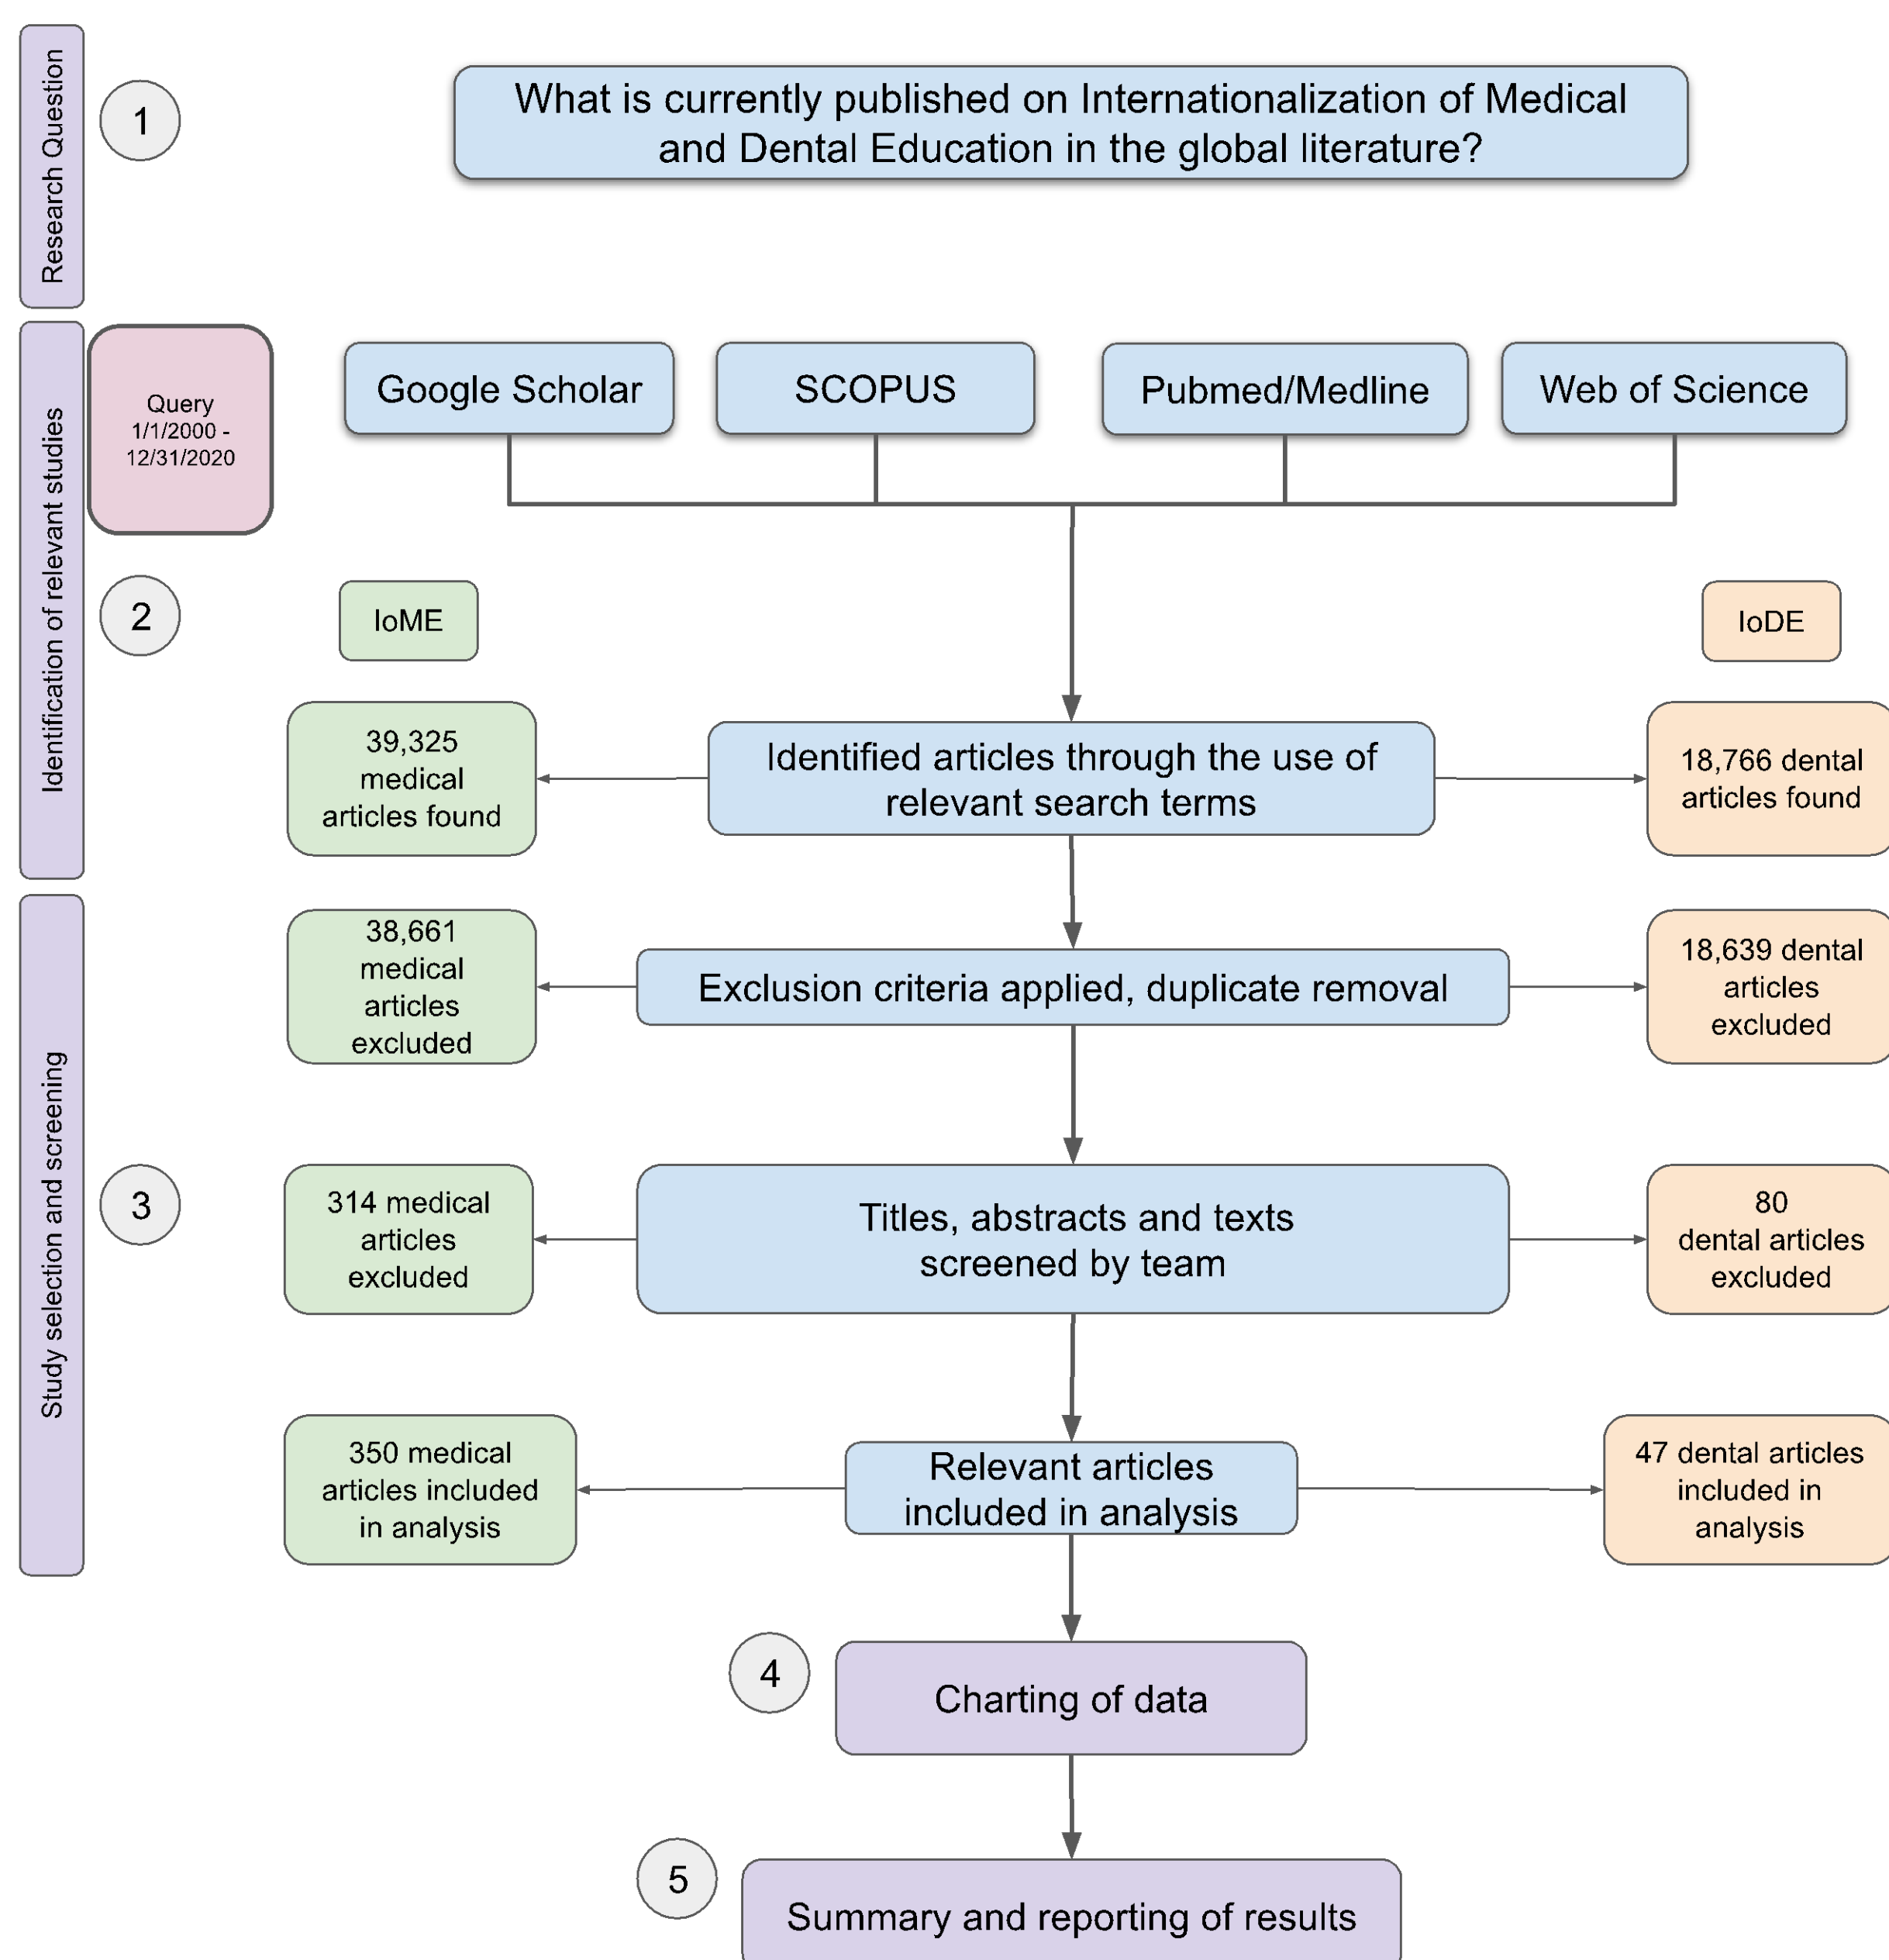 Research Question
1
What is currently published on Internationalization of Medical
and Dental Education in the global literature?
Identification of relevant studies
Query
1/1/2000 -
12/31/2020
Google Scholar
SCOPUS
Pubmed/Medline
Web of Science
2
IoME
IoDE
39,325
medical
articles found
Identified articles through the use of
relevant search terms
18,766 dental
articles found
Study selection and screening
38,661
medical
articles
excluded
Exclusion criteria applied, duplicate removal
18,639 dental
articles
excluded
3
314 medical
articles
excluded
Titles, abstracts and texts
screened by team
80
dental articles
excluded
350 medical
articles included
in analysis
Relevant articles
included in analysis
47 dental articles
included in
analysis
4
Charting of data
5
Summary and reporting of results